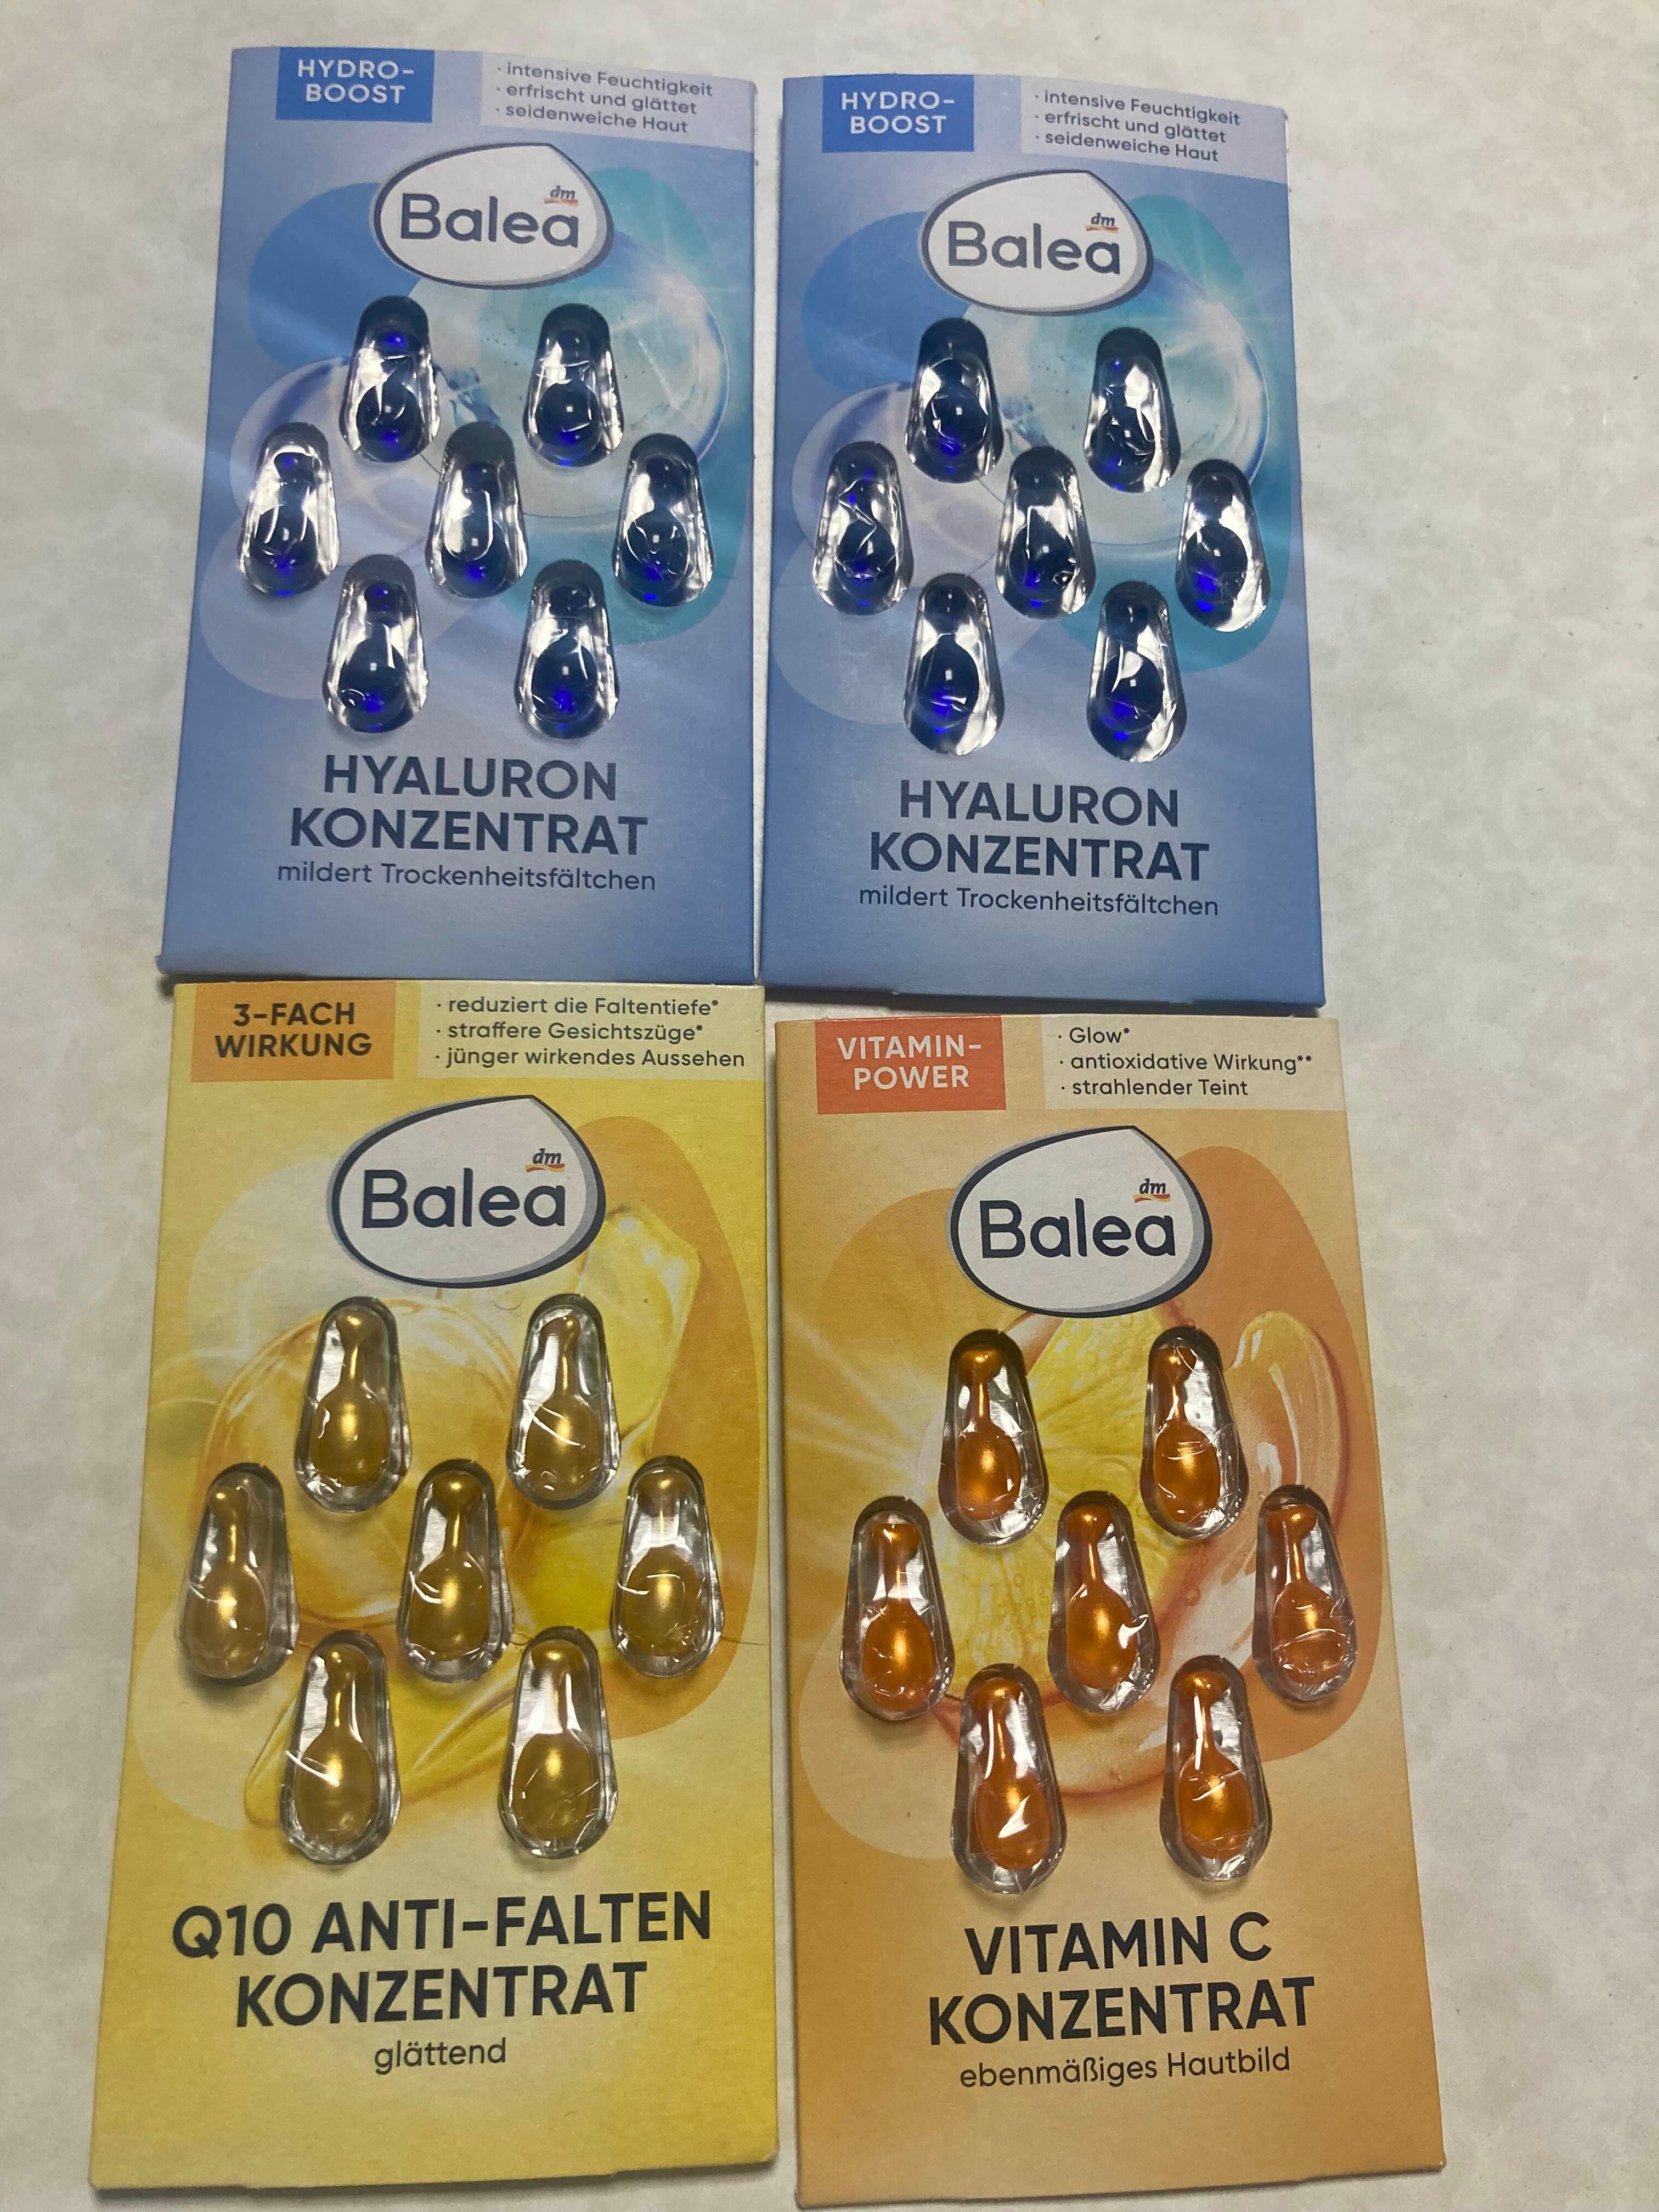 HYDRO-
BOOST
· intensive Feuchtigkeit
· erfrischt und glättet
· seidenweiche Haut
dm
Balea
HYALURON
KONZENTRAT
mildert Trockenheitsfältchen
HYDRO-
BOOST
· intensive Feuchtigkeit
· erfrischt und glättet
· seidenweiche Haut
dm
Balea
HYALURON
KONZENTRAT
mildert Trockenheitsfältchen
3-FACH
WIRKUNG
· reduziert die Faltentiefe*
· straffere Gesichtszüge*
· jünger wirkendes Aussehen
dm
Balea
Q10 ANTI-FALTEN
KONZENTRAT
glättend
VITAMIN-
POWER
· Glow*
· antioxidative Wirkung**
· strahlender Teint
dm
Balea
VITAMIN C
KONZENTRAT
ebenmäßiges Hautbild